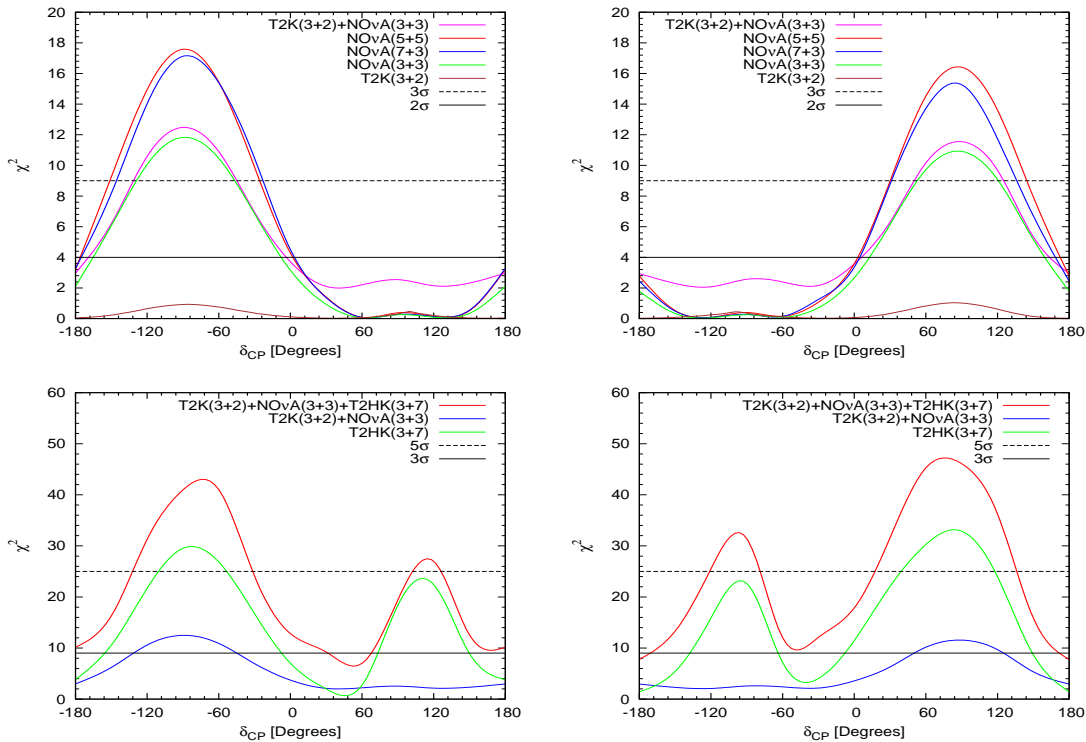 T2K(3+2)+NOνA(3+3)
NOνA(5+5)
NOνA(7+3)
NOνA(3+3)
T2K(3+2)
3σ
2σ
χ²
20
18
16
14
12
10
8
6
4
2
0
-180 -120 -60 0 60 120 180
δCP [Degrees]
T2K(3+2)+NOνA(3+3)
NOνA(5+5)
NOνA(7+3)
NOνA(3+3)
T2K(3+2)
3σ
2σ
χ²
20
18
16
14
12
10
8
6
4
2
0
-180 -120 -60 0 60 120 180
δCP [Degrees]
T2K(3+2)+NOνA(3+3)+T2HK(3+7)
T2K(3+2)+NOνA(3+3)
T2HK(3+7)
5σ
3σ
χ²
60
50
40
30
20
10
0
-180 -120 -60 0 60 120 180
δCP [Degrees]
T2K(3+2)+NOνA(3+3)+T2HK(3+7)
T2K(3+2)+NOνA(3+3)
T2HK(3+7)
5σ
3σ
χ²
60
50
40
30
20
10
0
-180 -120 -60 0 60 120 180
δCP [Degrees]